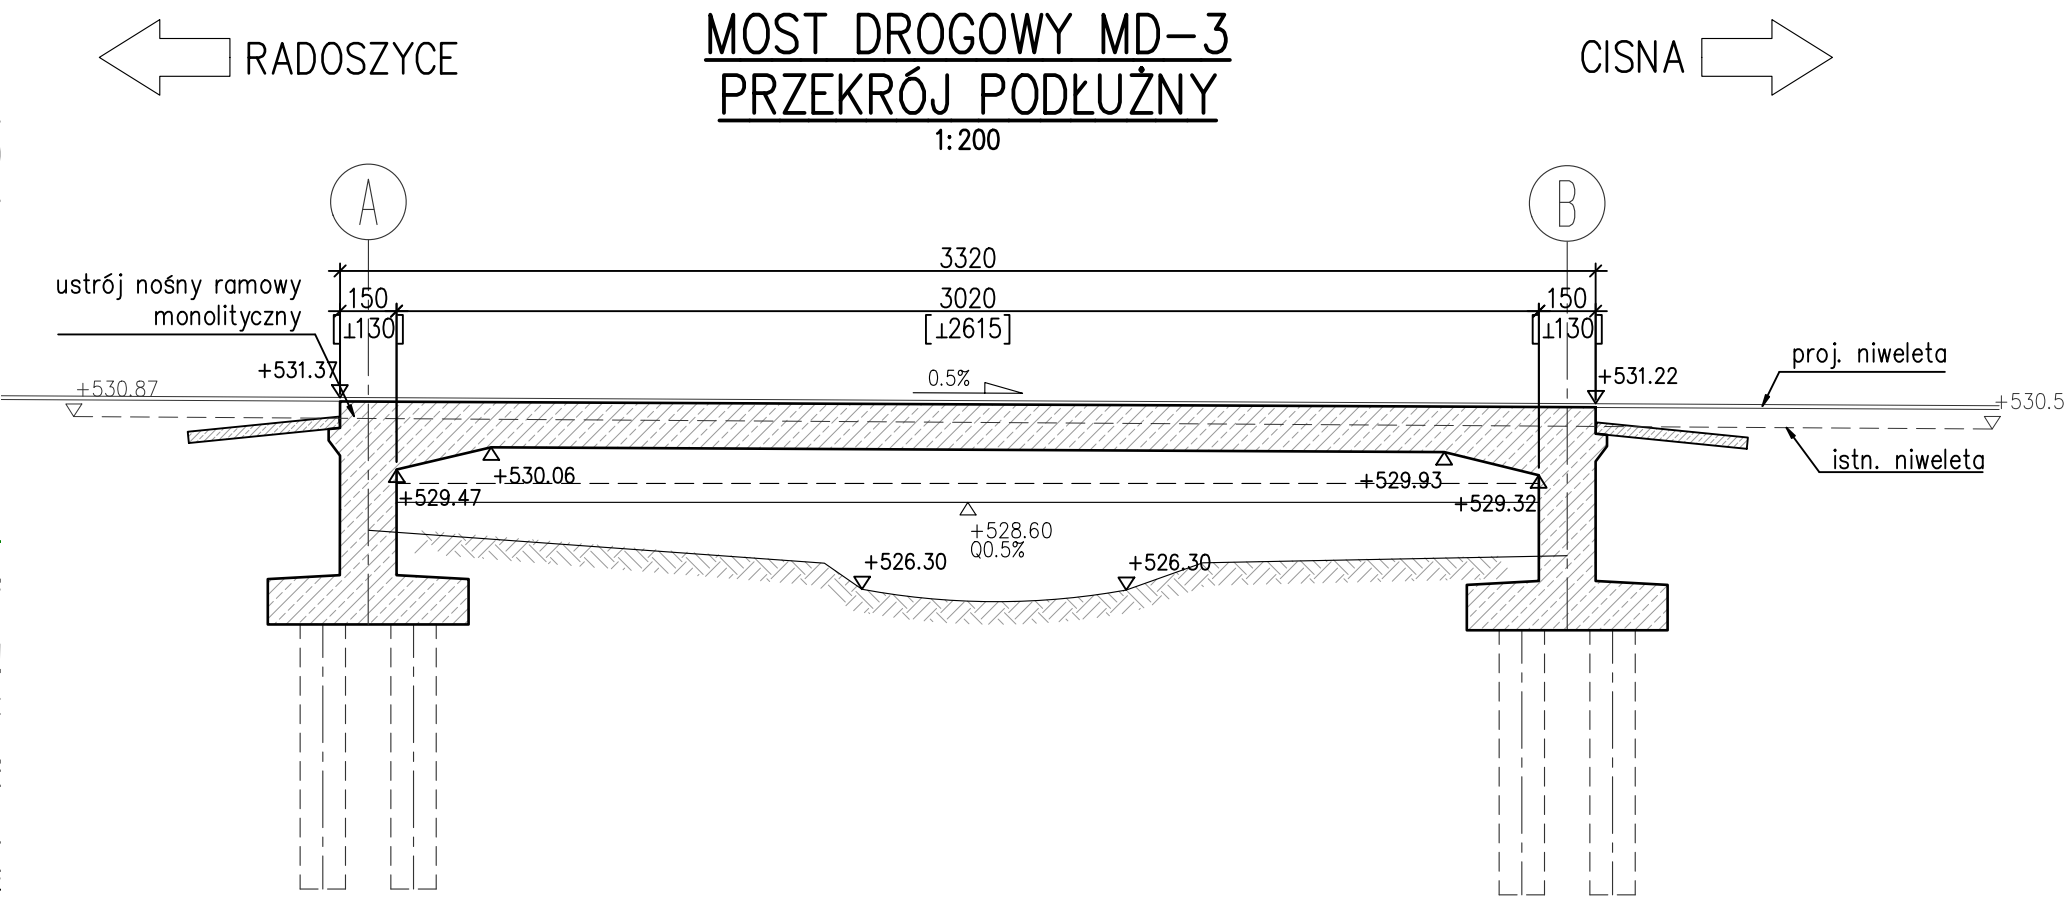 RADOSZYCE
MOST DROGOWY MD-3
CISNA
PRZEKRÓJ PODŁUŻNY
1:200
A
B
3320
ustrój nośny ramowy
monolityczny
150
3020
150
[⊥130]
[⊥2615]
[⊥130]
proj. niweleta
+531.37
0.5%
+531.22
+530.87
+530.5
istn. niweleta
+530.06
+529.93
+529.47
+529.32
+528.60
Q0.5%
+526.30
+526.30